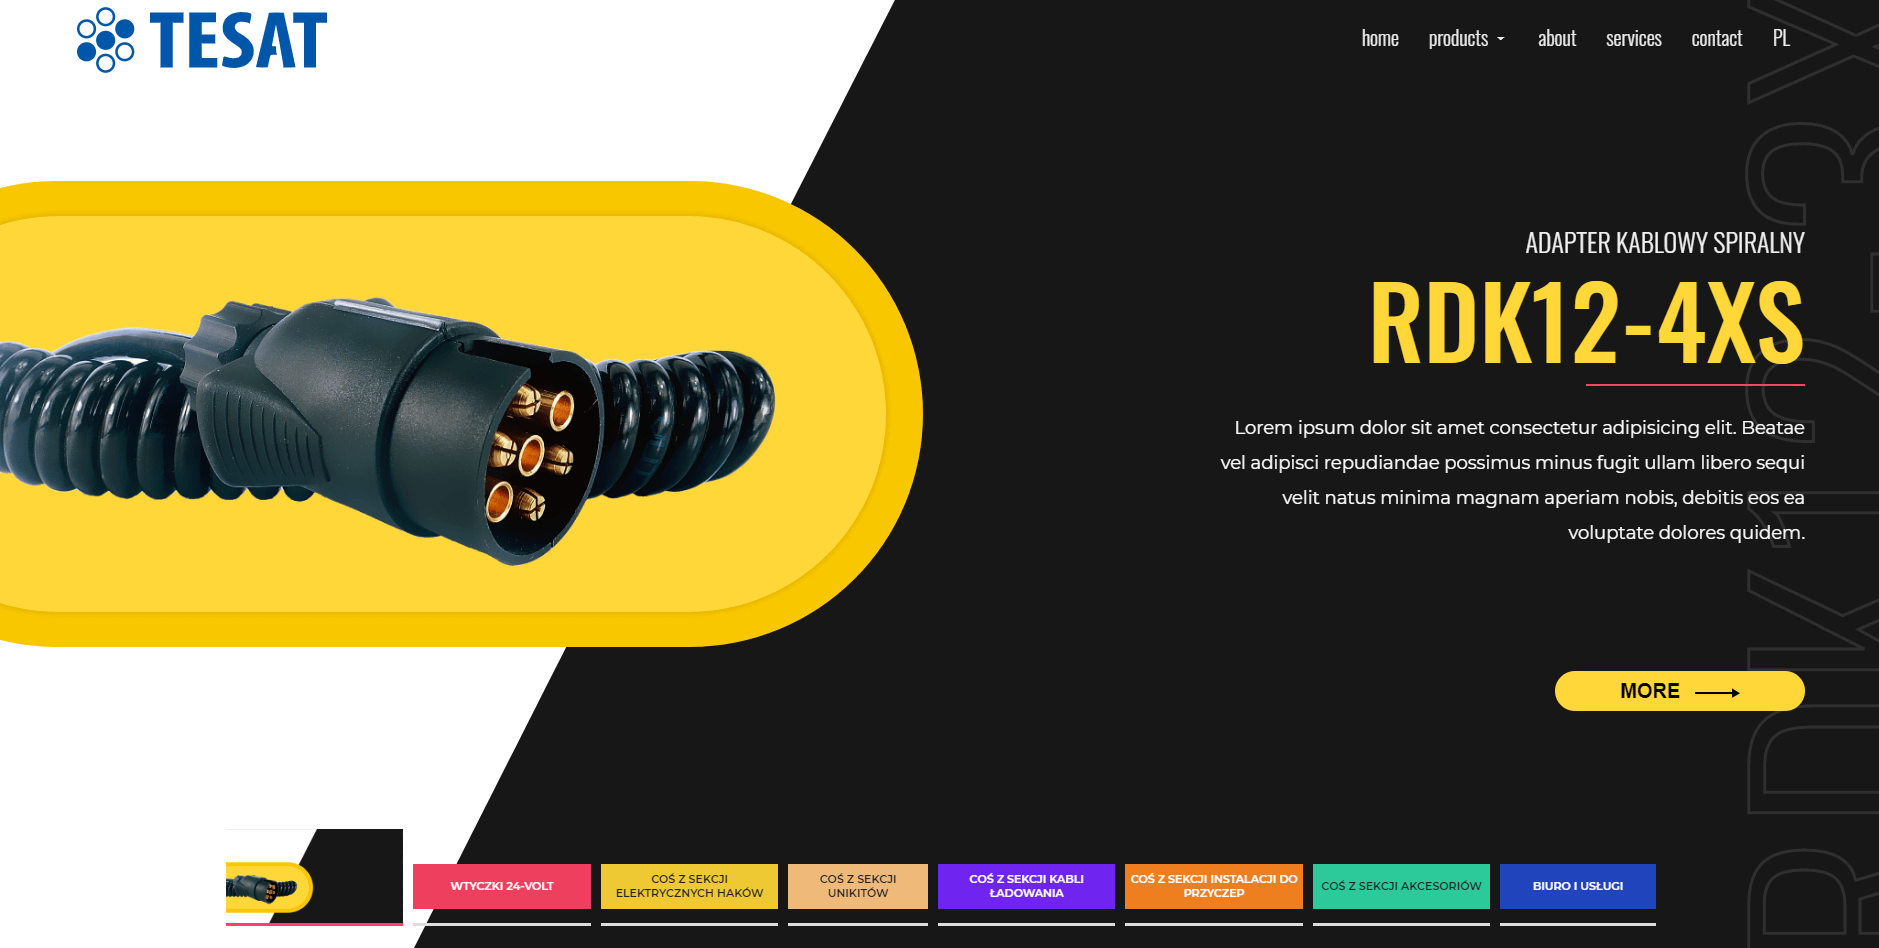 TESAT
home products about services contact PL
ADAPTER KABLOWY SPIRALNY
RDK12-4XS
Lorem ipsum dolor sit amet consectetur adipisicing elit. Beatae
vel adipisci repudiandae possimus minus fugit ullam libero sequi
velit natus minima magnam aperiam nobis, debitis eos ea
voluptate dolores quidem.
MORE
WTYCZKI 24-VOLT
COŚ Z SEKCJI
ELEKTRYCZNYCH HAKÓW
COŚ Z SEKCJI
UNIKITÓW
COŚ Z SEKCJI KABLI
ŁADOWANIA
COŚ Z SEKCJI INSTALACJI DO
PRZYCZEP
COŚ Z SEKCJI AKCESORIÓW
BIURO I USŁUGI